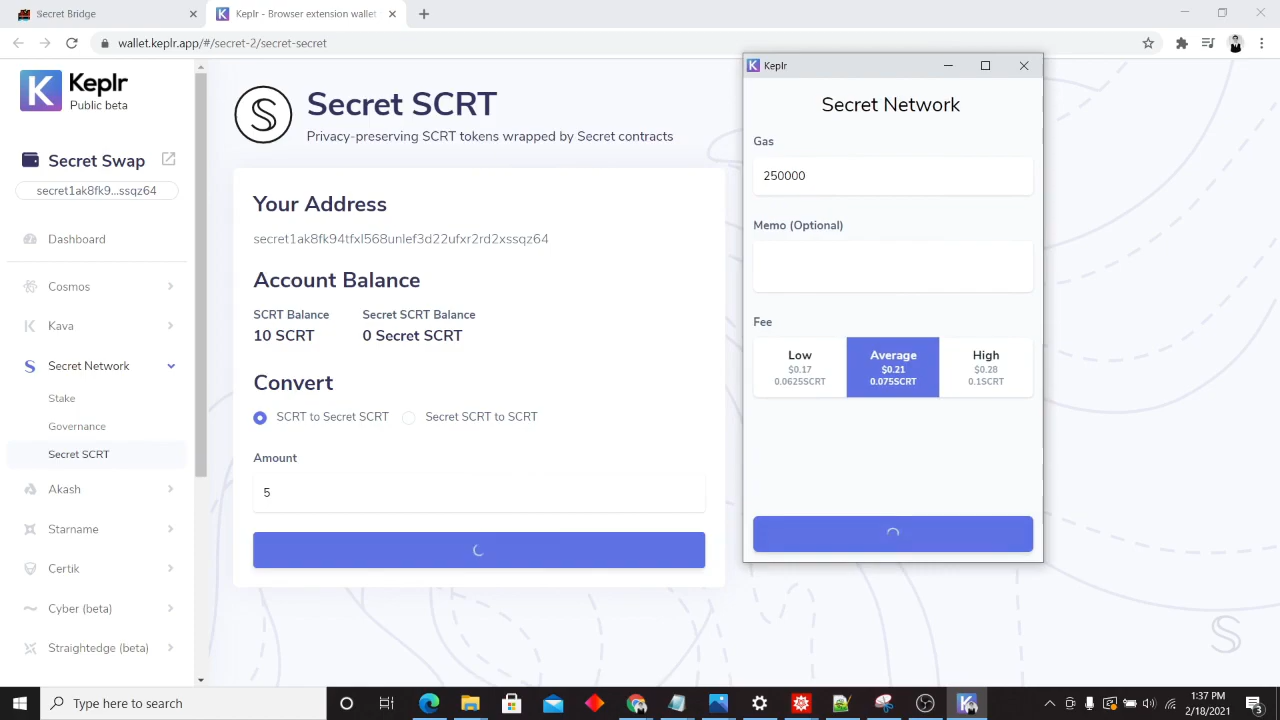 Secret Bridge
Keplr - Browser extension wallet
wallet.keplr.app/#/secret-2/secret-secret
Keplr
Public beta
Secret Swap
secret1ak8fk9...ssqz64
Dashboard
Cosmos
Kava
Secret Network
Stake
Governance
Secret SCRT
Akash
Starname
Certik
Cyber (beta)
Straightedge (beta)
Secret SCRT
Privacy-preserving SCRT tokens wrapped by Secret contracts
Your Address
secret1ak8fk94tfxl568unlef3d22ufxr2rd2xssqz64
Account Balance
SCRT Balance
Secret SCRT Balance
10 SCRT
0 Secret SCRT
Convert
SCRT to Secret SCRT
Secret SCRT to SCRT
Amount
5
Keplr
Secret Network
Gas
250000
Memo (Optional)
Fee
Low
$0.17
0.0625SCRT
Average
$0.21
0.075SCRT
High
$0.28
0.1SCRT
Type here to search
1:37 PM
2/18/2021
3